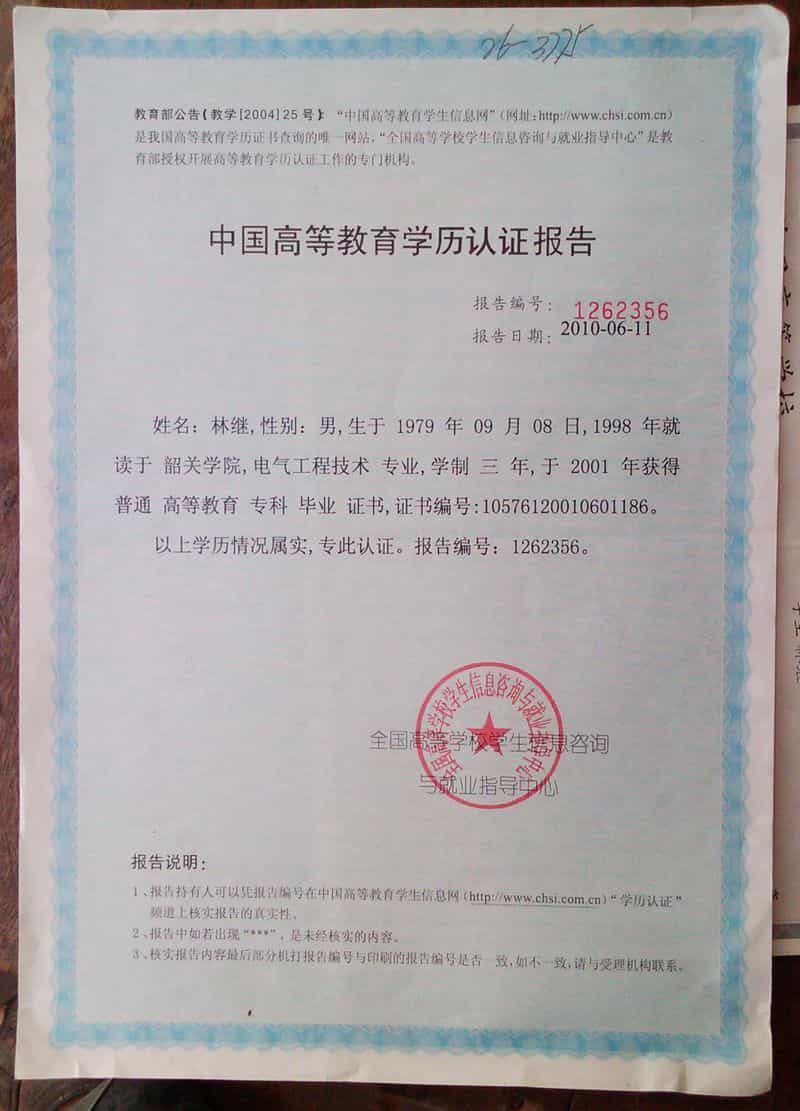 26-3775
教育部公告【教学[2004]25号】：“中国高等教育学生信息网”（网址：http://www.chsi.com.cn）
是我国高等教育学历证书查询的唯一网站，“全国高等学校学生信息咨询与就业指导中心”是教
育部授权开展高等教育学历认证工作的专门机构。
中国高等教育学历认证报告
报告编号：1262356
报告日期：2010-06-11
姓名：林继，性别：男，生于 1979 年 09 月 08 日，1998 年就
读于 韶关学院，电气工程技术 专业，学制 三 年，于 2001 年获得
普通 高等教育 专科 毕业 证书，证书编号：10576120010601186。
以上学历情况属实，专此认证。报告编号：1262356。
全国高等学校学生信息咨询与就业指导中心
全国高等学校学生信息咨询
与就业指导中心
报告说明：
1、报告持有人可以凭报告编号在中国高等教育学生信息网（http://www.chsi.com.cn）“学历认证”
频道上核实报告的真实性。
2、报告中如若出现“***”，是未经核实的内容。
3、核实报告内容最后部分机打报告编号与印刷的报告编号是否一致，如不一致，请与受理机构联系。